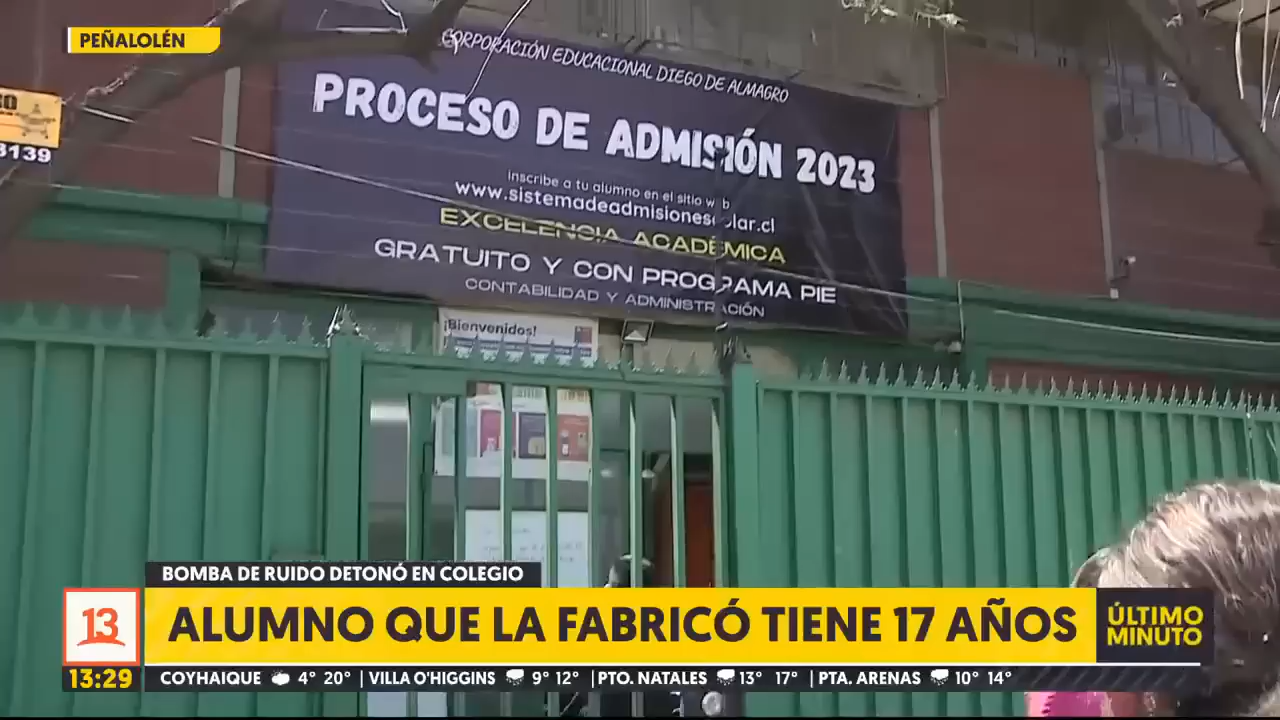 PEÑALOLÉN
CORPORACIÓN EDUCACIONAL DIEGO DE ALMAGRO
PROCESO DE ADMISIÓN 2023
Inscribe a tu alumno en el sitio web
www.sistemadeadmisionescolar.cl
EXCELENCIA ACADÉMICA
GRATUITO Y CON PROGRAMA PIE
CONTABILIDAD Y ADMINISTRACIÓN
3139
¡Bienvenidos!
BOMBA DE RUIDO DETONÓ EN COLEGIO
13
ALUMNO QUE LA FABRICÓ TIENE 17 AÑOS
ÚLTIMO
MINUTO
13:29 COYHAIQUE 4° 20° | VILLA O'HIGGINS 9° 12° | PTO. NATALES 13° 17° | PTA. ARENAS 10° 14°